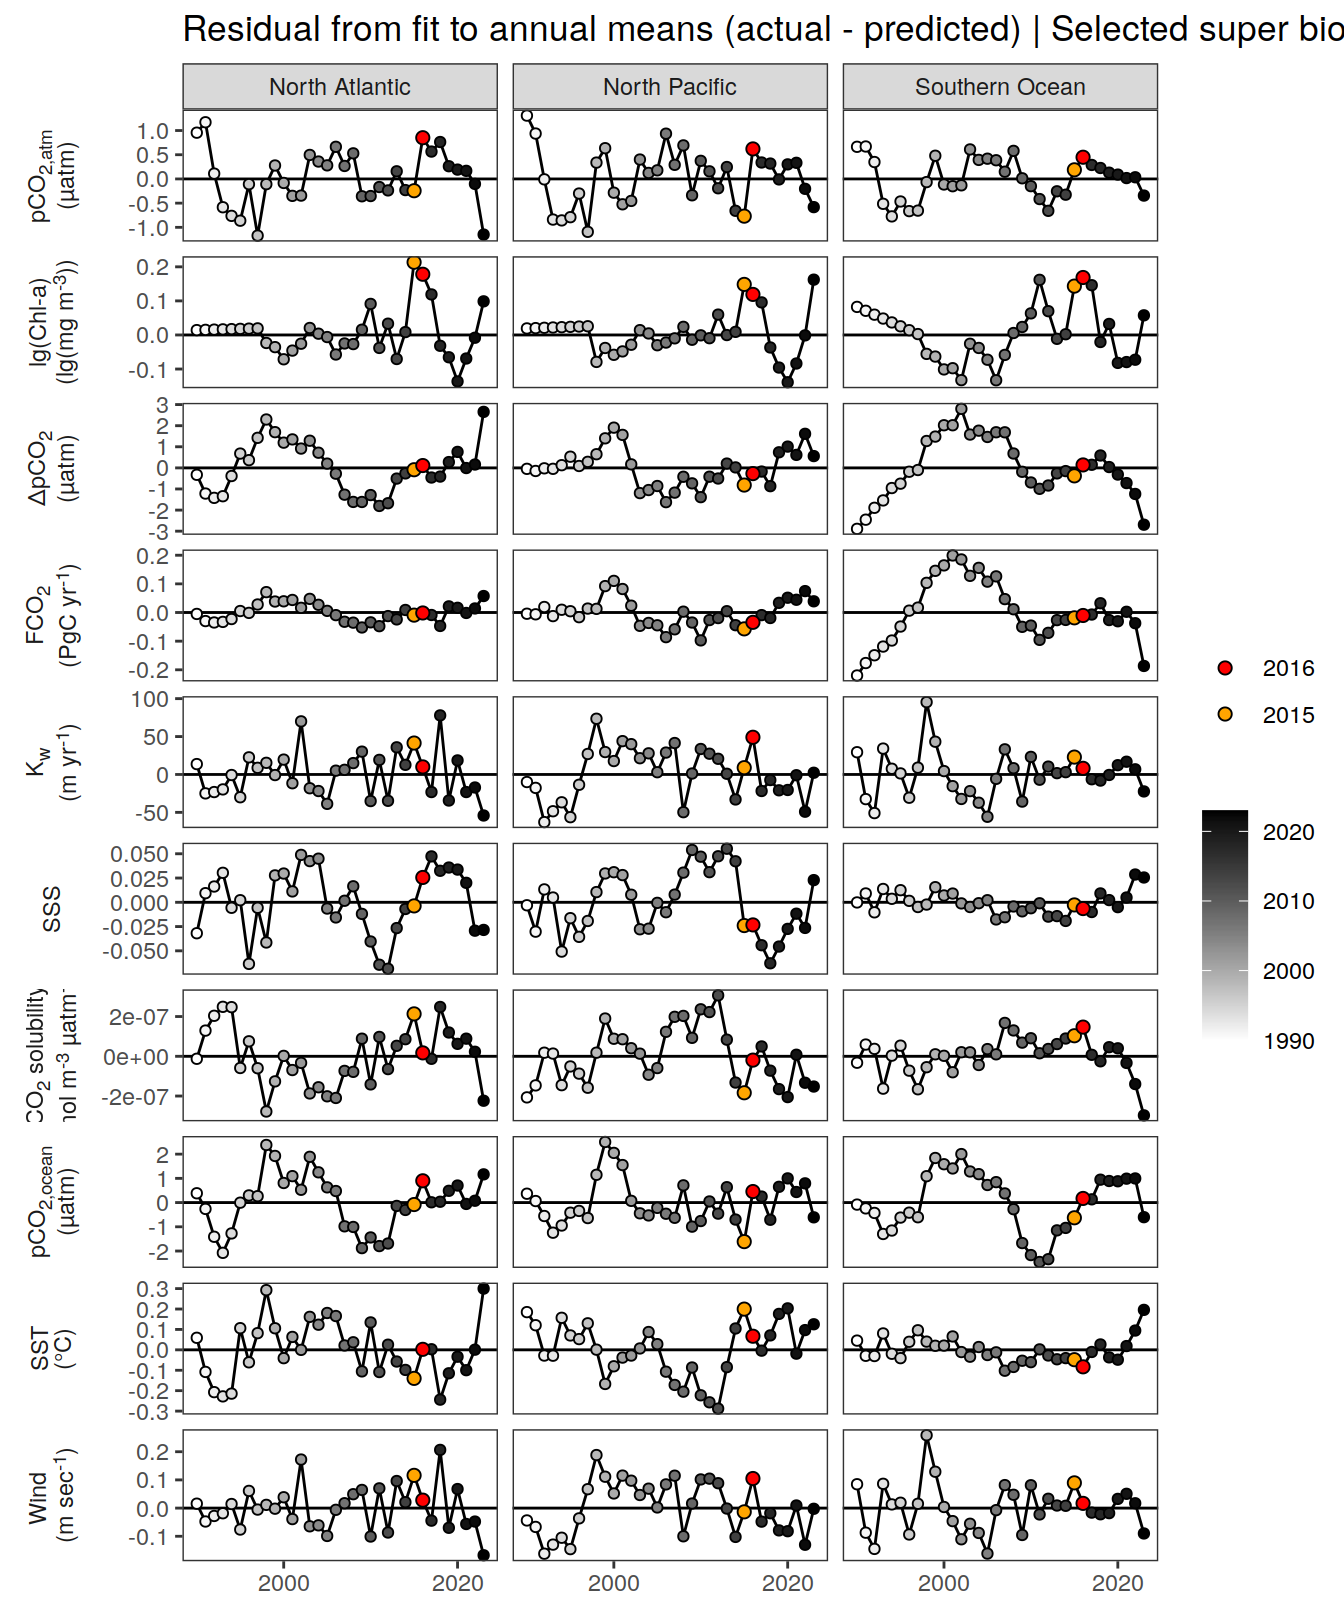 Residual from fit to annual means (actual - predicted) | Selected super
North Atlantic
North Pacific
Southern Ocean
pCO2,atm
(µatm)
1.0
0.5
0.0
-0.5
-1.0
lg(Chl-a)
(lg(mg m-3))
0.2
0.1
0.0
-0.1
ΔpCO2
(µatm)
3
2
1
0
-1
-2
-3
FCO2
(PgC yr-1)
0.2
0.1
0.0
-0.1
-0.2
Kw
(m yr-1)
100
50
0
-50
SSS
0.050
0.025
0.000
-0.025
-0.050
CO2 solubility
m-3
2e-07
0e+00
-2e-07
pCO2,ocean
(µatm)
2
1
0
-1
-2
SST
(°C)
0.3
0.2
0.1
0.0
-0.1
-0.2
-0.3
Wind
(m sec-1)
0.2
0.1
0.0
-0.1
2000
2020
2000
2020
2000
2020
2016
2015
2020
2010
2000
1990